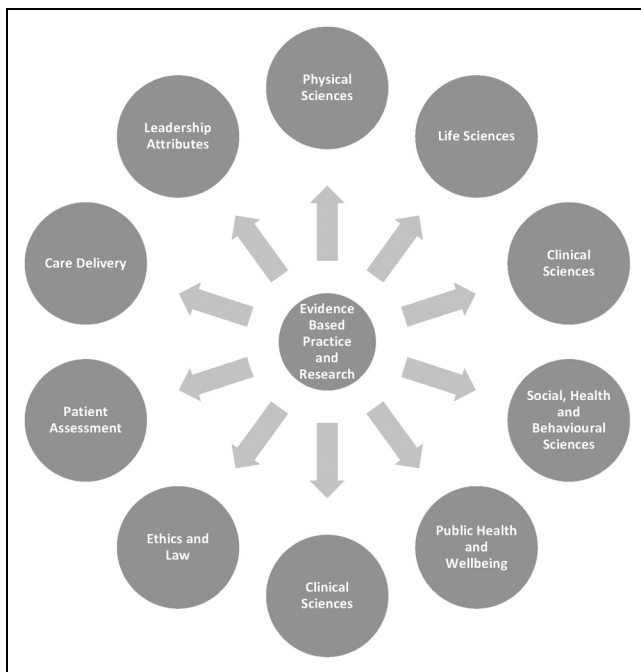 Physical
Sciences
Life Sciences
Clinical
Sciences
Social, Health
and
Behavioural
Sciences
Public Health
and
Wellbeing
Clinical
Sciences
Ethics and
Law
Patient
Assessment
Care Delivery
Leadership
Attributes
Evidence
Based
Practice
and
Research